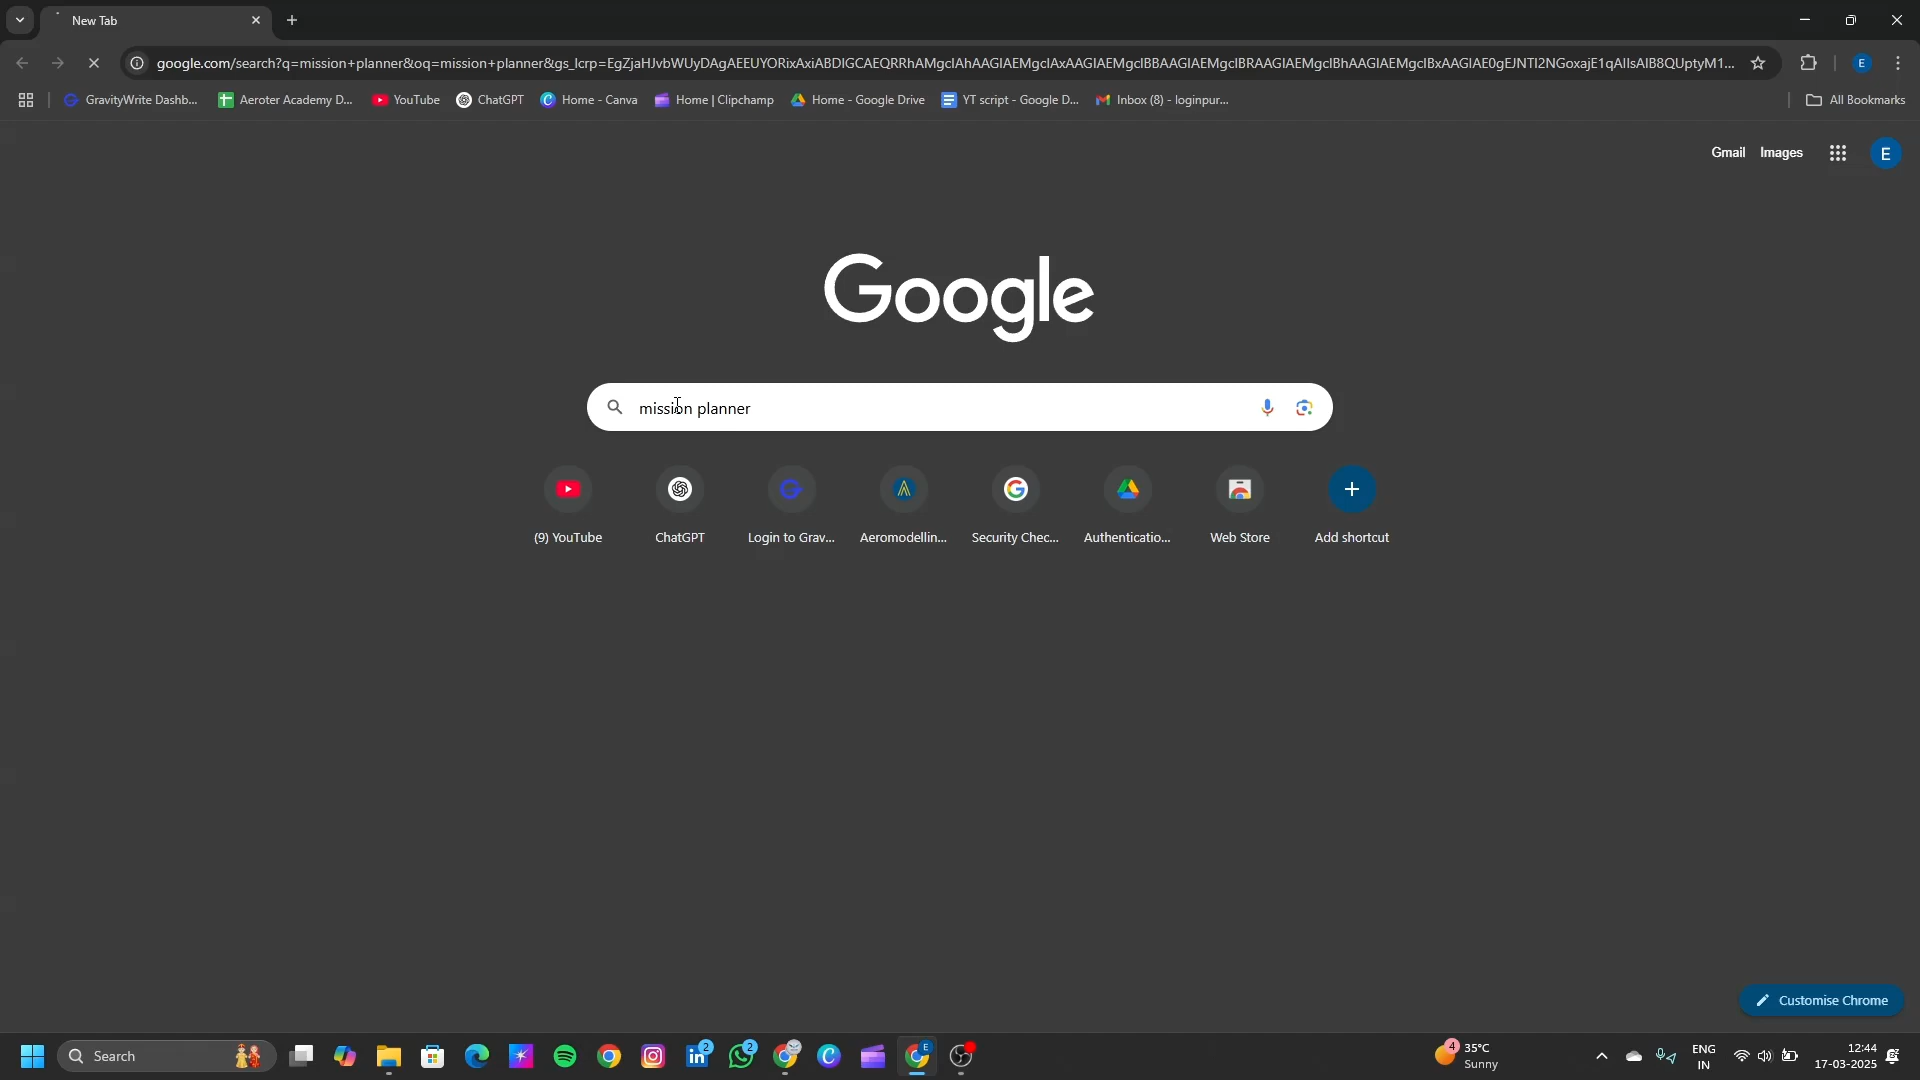 New Tab
google.com/search?q=mission+planner&oq=mission+planner&gs_lcrp=
GravityWrite Dashb...
Aeroter Academy D...
YouTube
ChatGPT
Home - Canva
Home | Clipchamp
Home - Google Drive
YT script - Google D...
Inbox (8) - loginpur...
All Bookmarks
Gmail
Images
E
Google
mission planner
(9) YouTube
ChatGPT
Login to Grav...
Aeromodellin...
Security Chec...
Authenticatio...
Web Store
Add shortcut
Customise Chrome
Search
2
2
E
4
35°C
Sunny
ENG
IN
12:44
17-03-2025